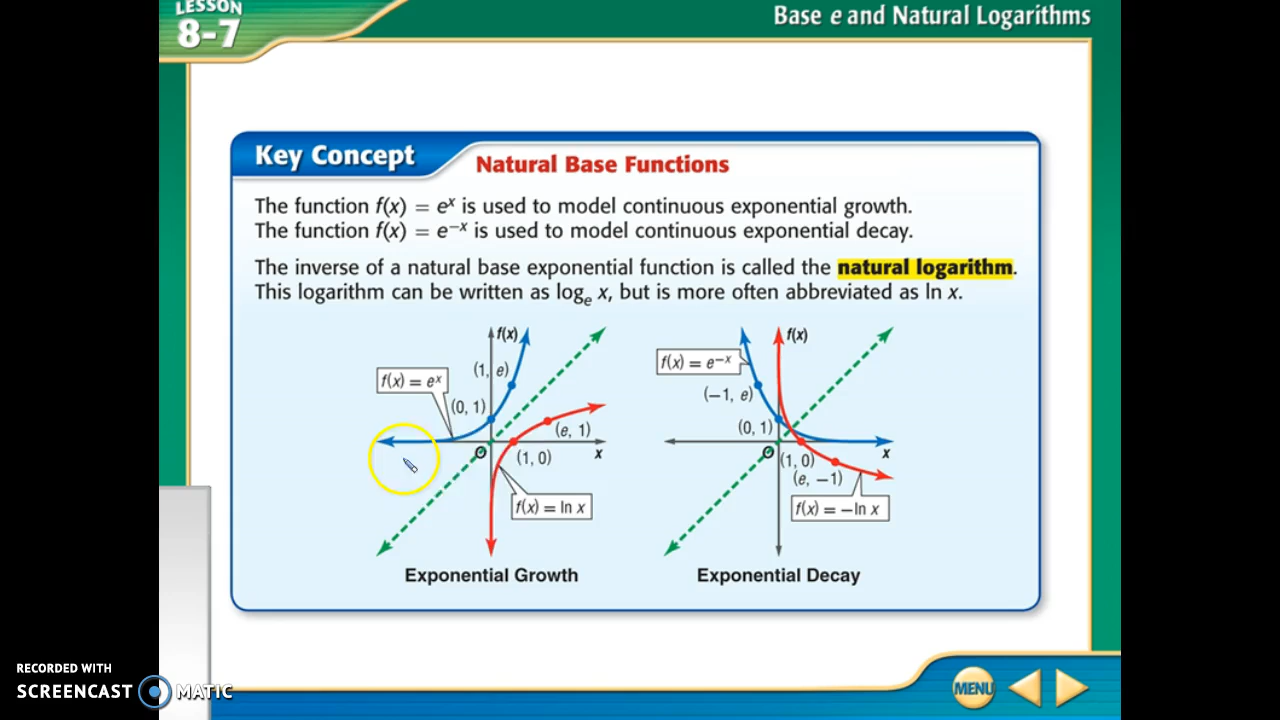 LESSON
8-7
Base e and Natural Logarithms
Key Concept
Natural Base Functions
The function f(x) = eˣ is used to model continuous exponential growth.
The function f(x) = e⁻ˣ is used to model continuous exponential decay.
The inverse of a natural base exponential function is called the natural logarithm.
This logarithm can be written as logₑ x, but is more often abbreviated as ln x.
f(x)
f(x) = eˣ
(1, e)
(0, 1)
(e, 1)
O
(1, 0)
x
f(x) = ln x
Exponential Growth
f(x)
f(x) = e⁻ˣ
(−1, e)
(0, 1)
O
(1, 0)
x
(e, −1)
f(x) = −ln x
Exponential Decay
RECORDED WITH
SCREENCAST MATIC
MENU